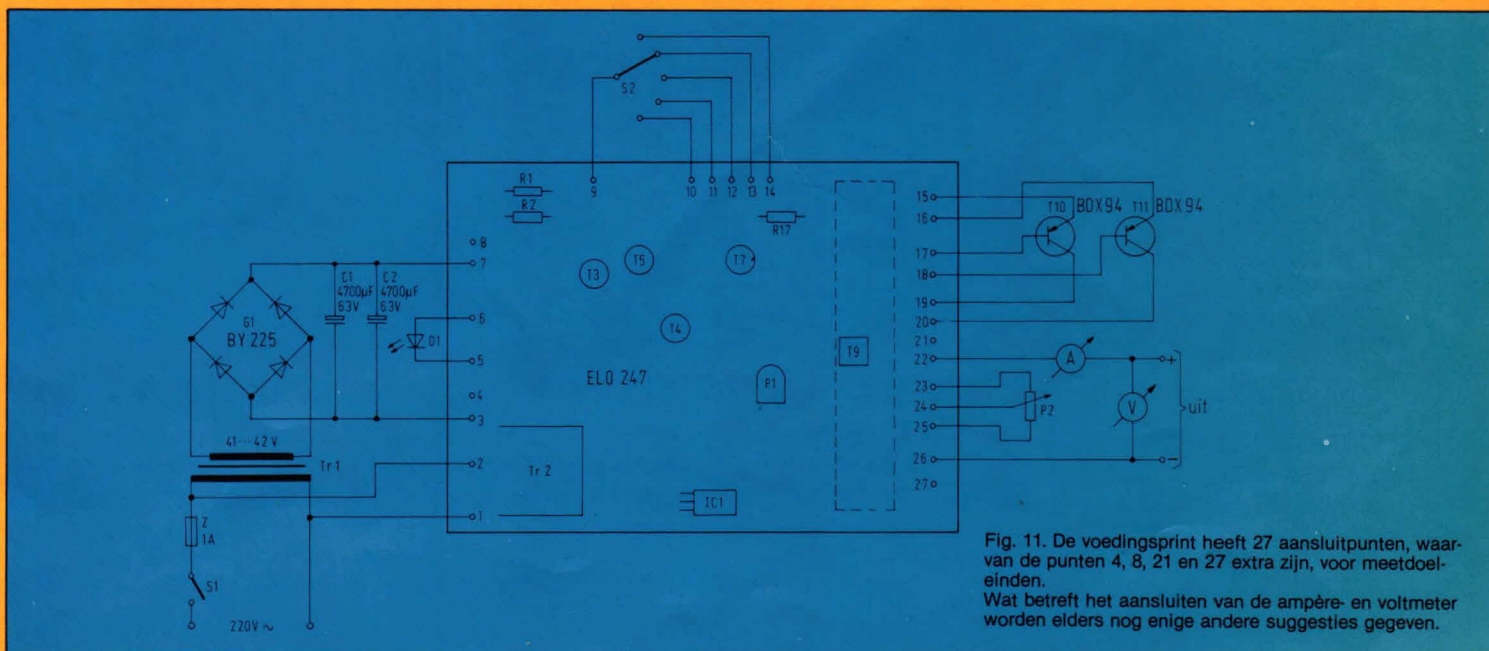 S2
R1
R2
9
10
11
12
13
14
R17
8
7
C1
4700µF
63V
C2
4700µF
63V
6
D1
5
4
3
G1
BY 225
41···42 V
Tr1
2
1
Z
1A
S1
220V ~
T3
T5
T7
T4
T9
ELO 247
P1
Tr 2
IC1
15
16
17
18
19
20
21
22
23
24
25
26
27
T10 BDX94
T11 BDX94
A
V
P2
+
uit
−
Fig. 11. De voedingsprint heeft 27 aansluitpunten, waar-
van de punten 4, 8, 21 en 27 extra zijn, voor meetdoel-
einden.
Wat betreft het aansluiten van de ampère- en voltmeter
worden elders nog enige andere suggesties gegeven.